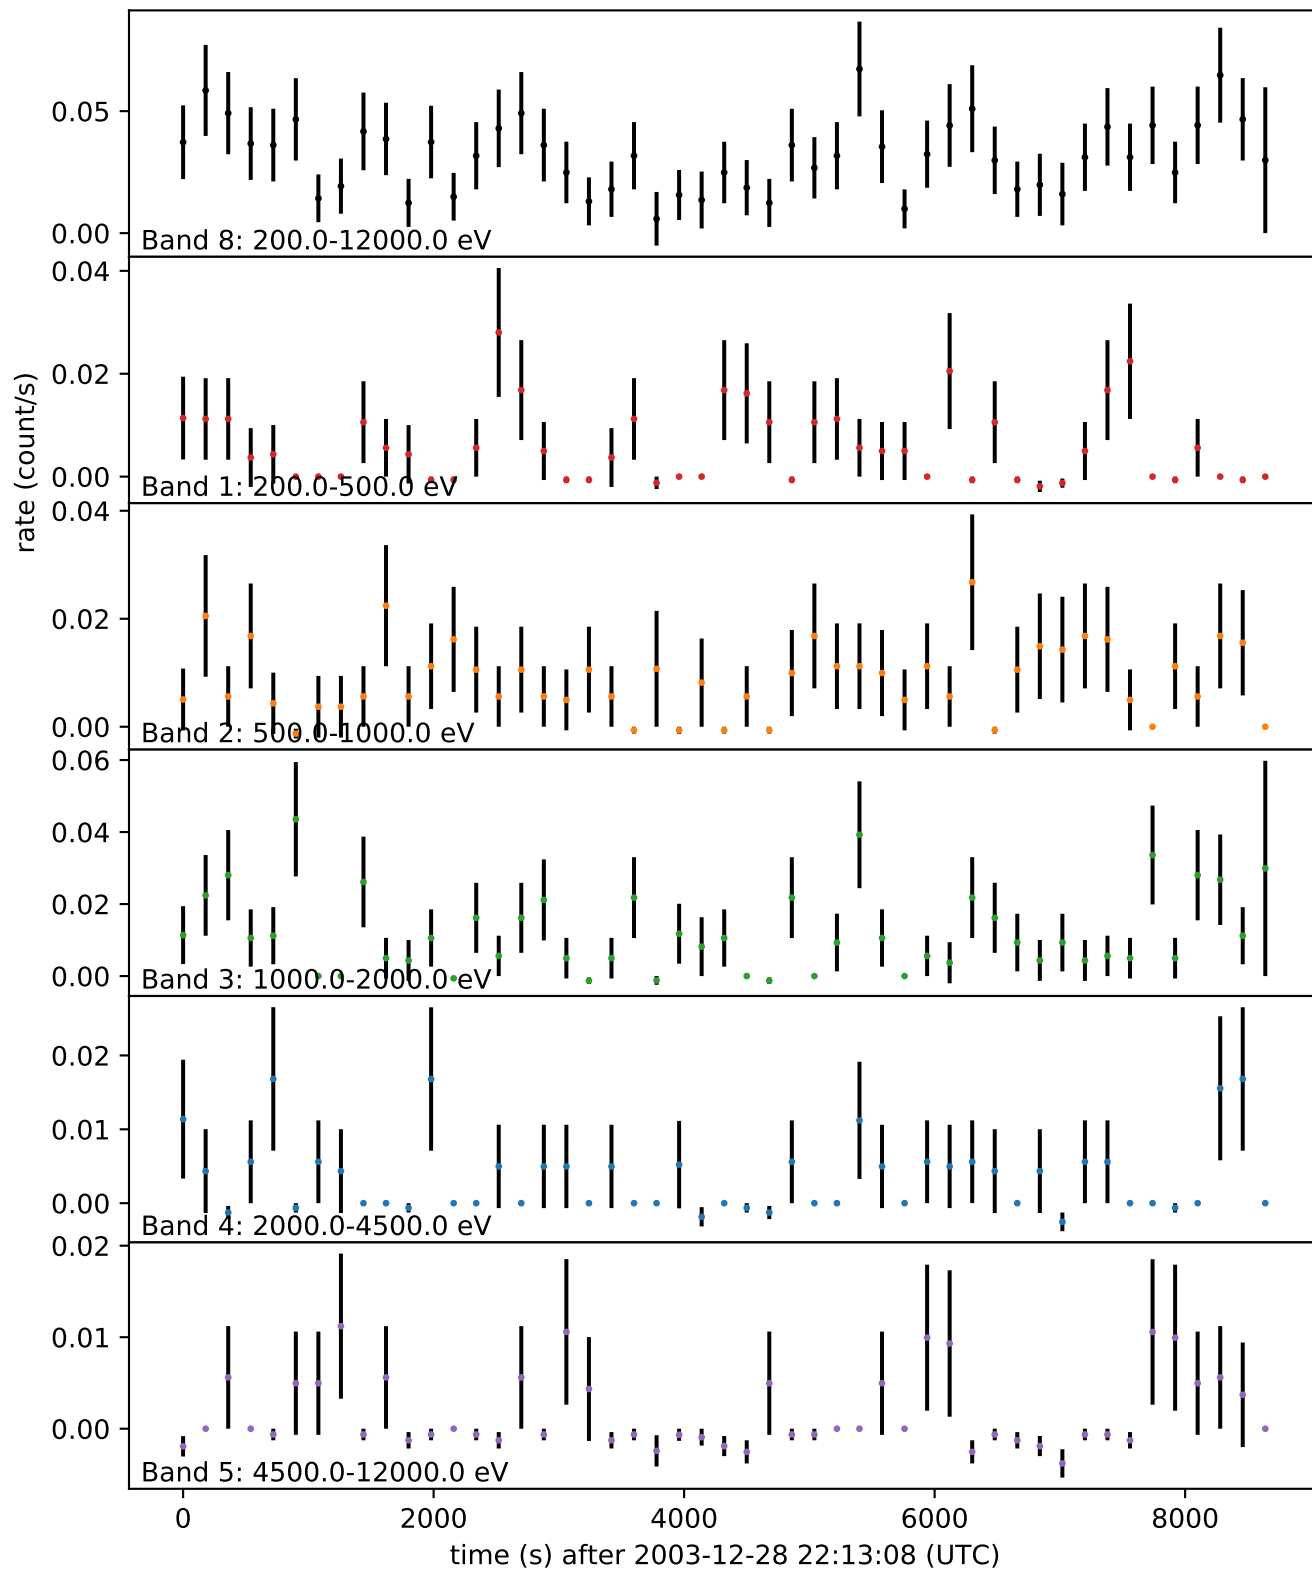 0.05
0.00
Band 8: 200.0-12000.0 eV
0.04
0.02
0.00
Band 1: 200.0-500.0 eV
rate (count/s)
0.04
0.02
0.00
Band 2: 500.0-1000.0 eV
0.06
0.04
0.02
0.00
Band 3: 1000.0-2000.0 eV
0.02
0.01
0.00
Band 4: 2000.0-4500.0 eV
0.02
0.01
0.00
Band 5: 4500.0-12000.0 eV
0 2000 4000 6000 8000
time (s) after 2003-12-28 22:13:08 (UTC)